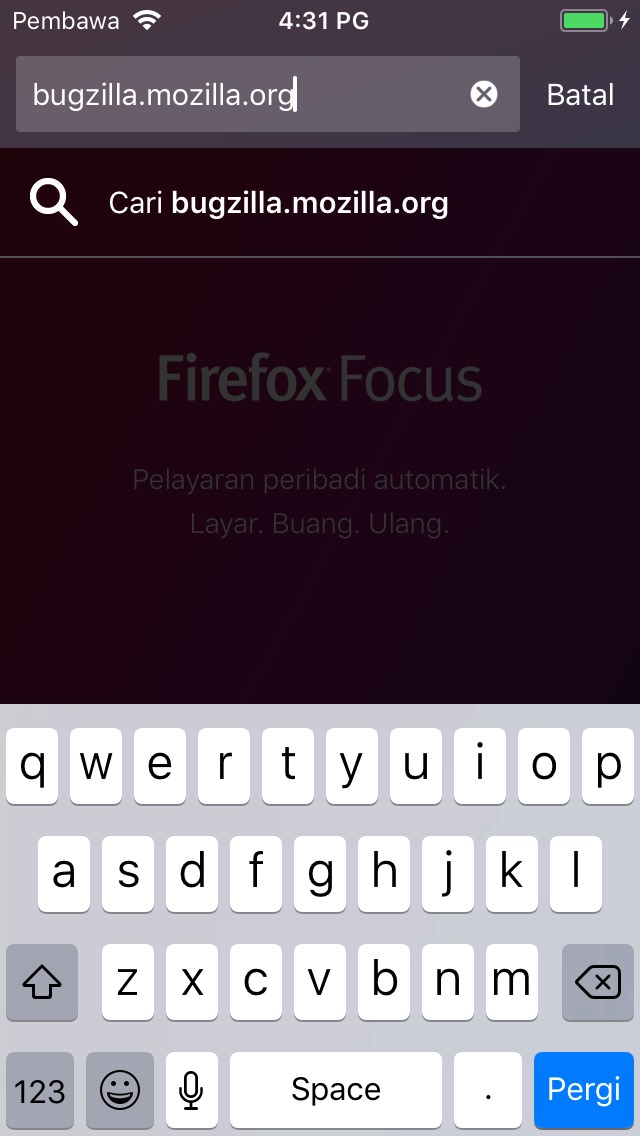 Pembawa 4:31 PG
bugzilla.mozilla.org Batal
Cari bugzilla.mozilla.org
Firefox Focus
Pelayaran peribadi automatik.
Layar. Buang. Ulang.
q w e r t y u i o p
a s d f g h j k l
z x c v b n m
123 Space . Pergi